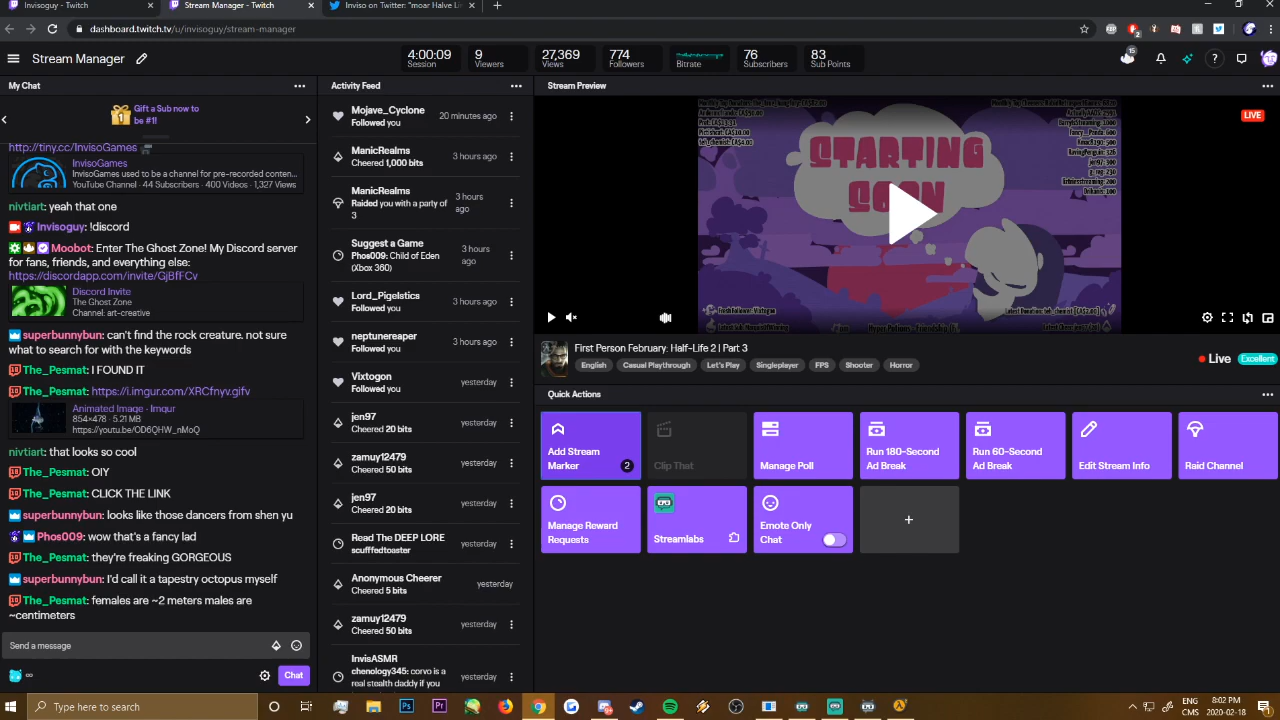 Invisoguy - Twitch
Stream Manager - Twitch
Inviso on Twitter: "moar Halve Li
dashboard.twitch.tv/u/invisoguy/stream-manager
Stream Manager
4:00:09
Session
9
Viewers
27,369
Views
774
Followers
Bitrate
76
Subscribers
83
Sub Points
15
My Chat
Gift a Sub now to
be #1!
http://tiny.cc/InvisoGames
InvisoGames
InvisoGames used to be a channel for pre-recorded conten...
YouTube Channel · 44 Subscribers · 400 Videos · 1,327 Views
nivtiart: yeah that one
Invisoguy: !discord
Moobot: Enter The Ghost Zone! My Discord server
for fans, friends, and everything else:
https://discordapp.com/invite/GjBfFCv
Discord Invite
The Ghost Zone
Channel: art-creative
superbunnybun: can't find the rock creature. not sure
what to search for with the keywords
The_Pesmat: I FOUND IT
The_Pesmat: https://i.imgur.com/XRCfnyv.gifv
Animated Image - Imgur
854×478 · 5.21 MB
https://youtu.be/OD6QHW_nMoQ
nivtiart: that looks so cool
The_Pesmat: OIY
The_Pesmat: CLICK THE LINK
superbunnybun: looks like those dancers from shen yu
Phos009: wow that's a fancy lad
The_Pesmat: they're freaking GORGEOUS
superbunnybun: I'd call it a tapestry octopus myself
The_Pesmat: females are ~2 meters males are
~centimeters
Send a message
∞
Chat
Activity Feed
Mojave_Cyclone
Followed you
20 minutes ago
ManicRealms
Cheered 1,000 bits
3 hours ago
ManicRealms
Raided you with a party of
3
3 hours
ago
Suggest a Game
Phos009: Child of Eden
(Xbox 360)
3 hours
ago
Lord_Pigelstics
Followed you
3 hours ago
neptunereaper
Followed you
3 hours ago
Vixtogon
Followed you
yesterday
jen97
Cheered 20 bits
yesterday
zamuy12479
Cheered 50 bits
yesterday
jen97
Cheered 20 bits
yesterday
Read The DEEP LORE
scufffedtoaster
yesterday
Anonymous Cheerer
Cheered 5 bits
yesterday
zamuy12479
Cheered 50 bits
yesterday
InvisASMR
chenology345: corvo is a
real stealth daddy if you
yesterday
Stream Preview
STARTING
SOON
LIVE
First Person February: Half-Life 2 | Part 3
English
Casual Playthrough
Let's Play
Singleplayer
FPS
Shooter
Horror
Live
Excellent
Quick Actions
Add Stream
Marker
2
Clip That
Manage Poll
Run 180-Second
Ad Break
Run 60-Second
Ad Break
Edit Stream Info
Raid Channel
Manage Reward
Requests
Streamlabs
Emote Only
Chat
Type here to search
ENG
CMS
8:02 PM
2020-02-18